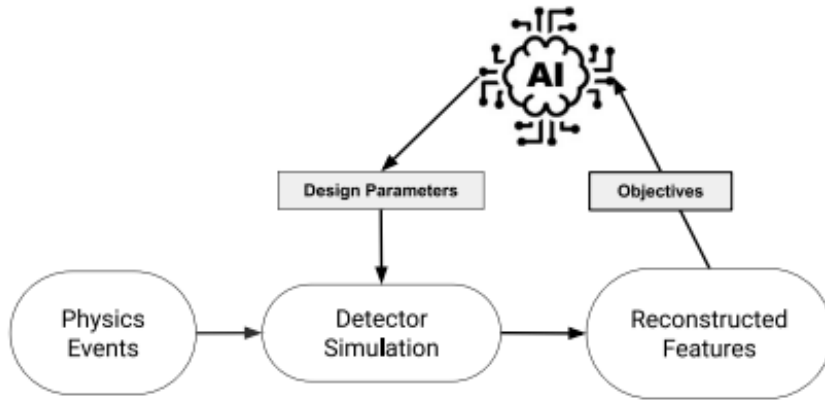 AI
Design Parameters
Objectives
Physics
Events
Detector
Simulation
Reconstructed
Features